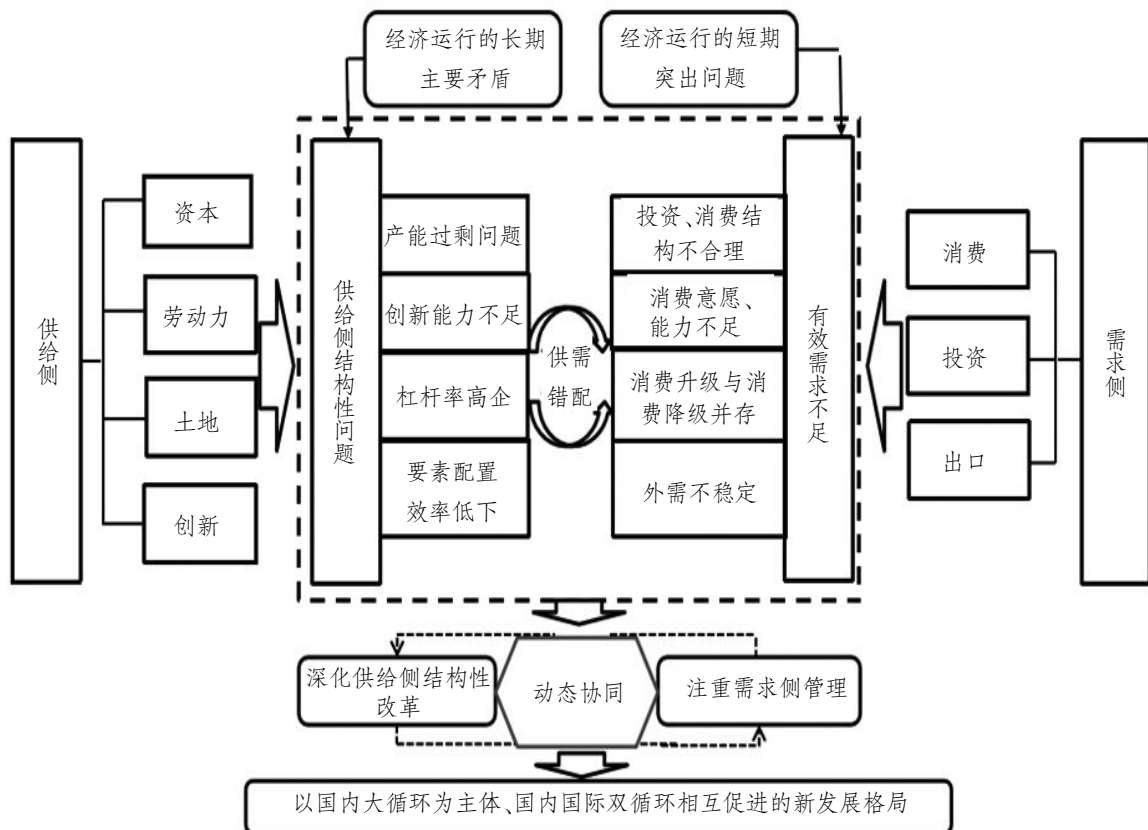 经济运行的长期
主要矛盾
经济运行的短期
突出问题
供给侧
资本
劳动力
土地
创新
供给侧结构性问题
产能过剩问题
创新能力不足
杠杆率高企
要素配置
效率低下
供需
错配
投资、消费结
构不合理
消费意愿、
能力不足
消费升级与消
费降级并存
外需不稳定
有效需求不足
消费
投资
出口
需求侧
深化供给侧结构性
改革
动态协同
注重需求侧管理
以国内大循环为主体、国内国际双循环相互促进的新发展格局